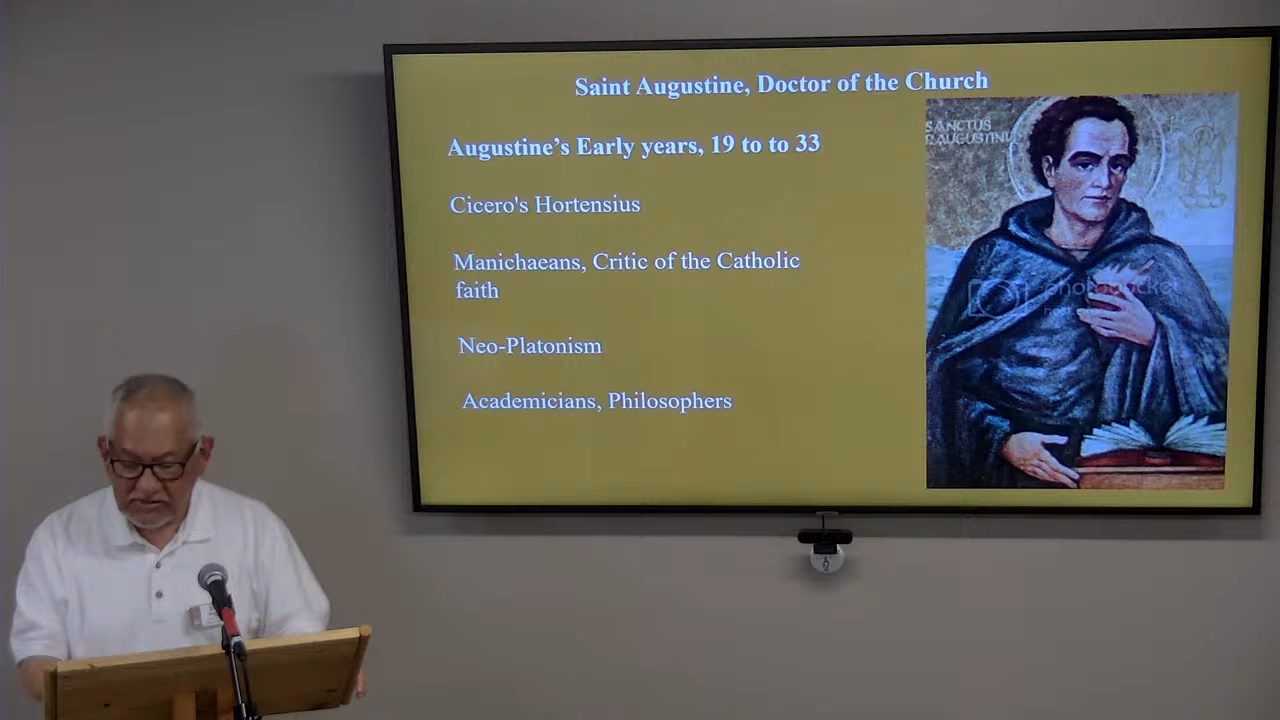 Saint Augustine, Doctor of the Church
Augustine's Early years, 19 to to 33
Cicero's Hortensius
Manichaeans, Critic of the Catholic
faith
Neo-Platonism
Academicians, Philosophers
SANCTUS
photobucket